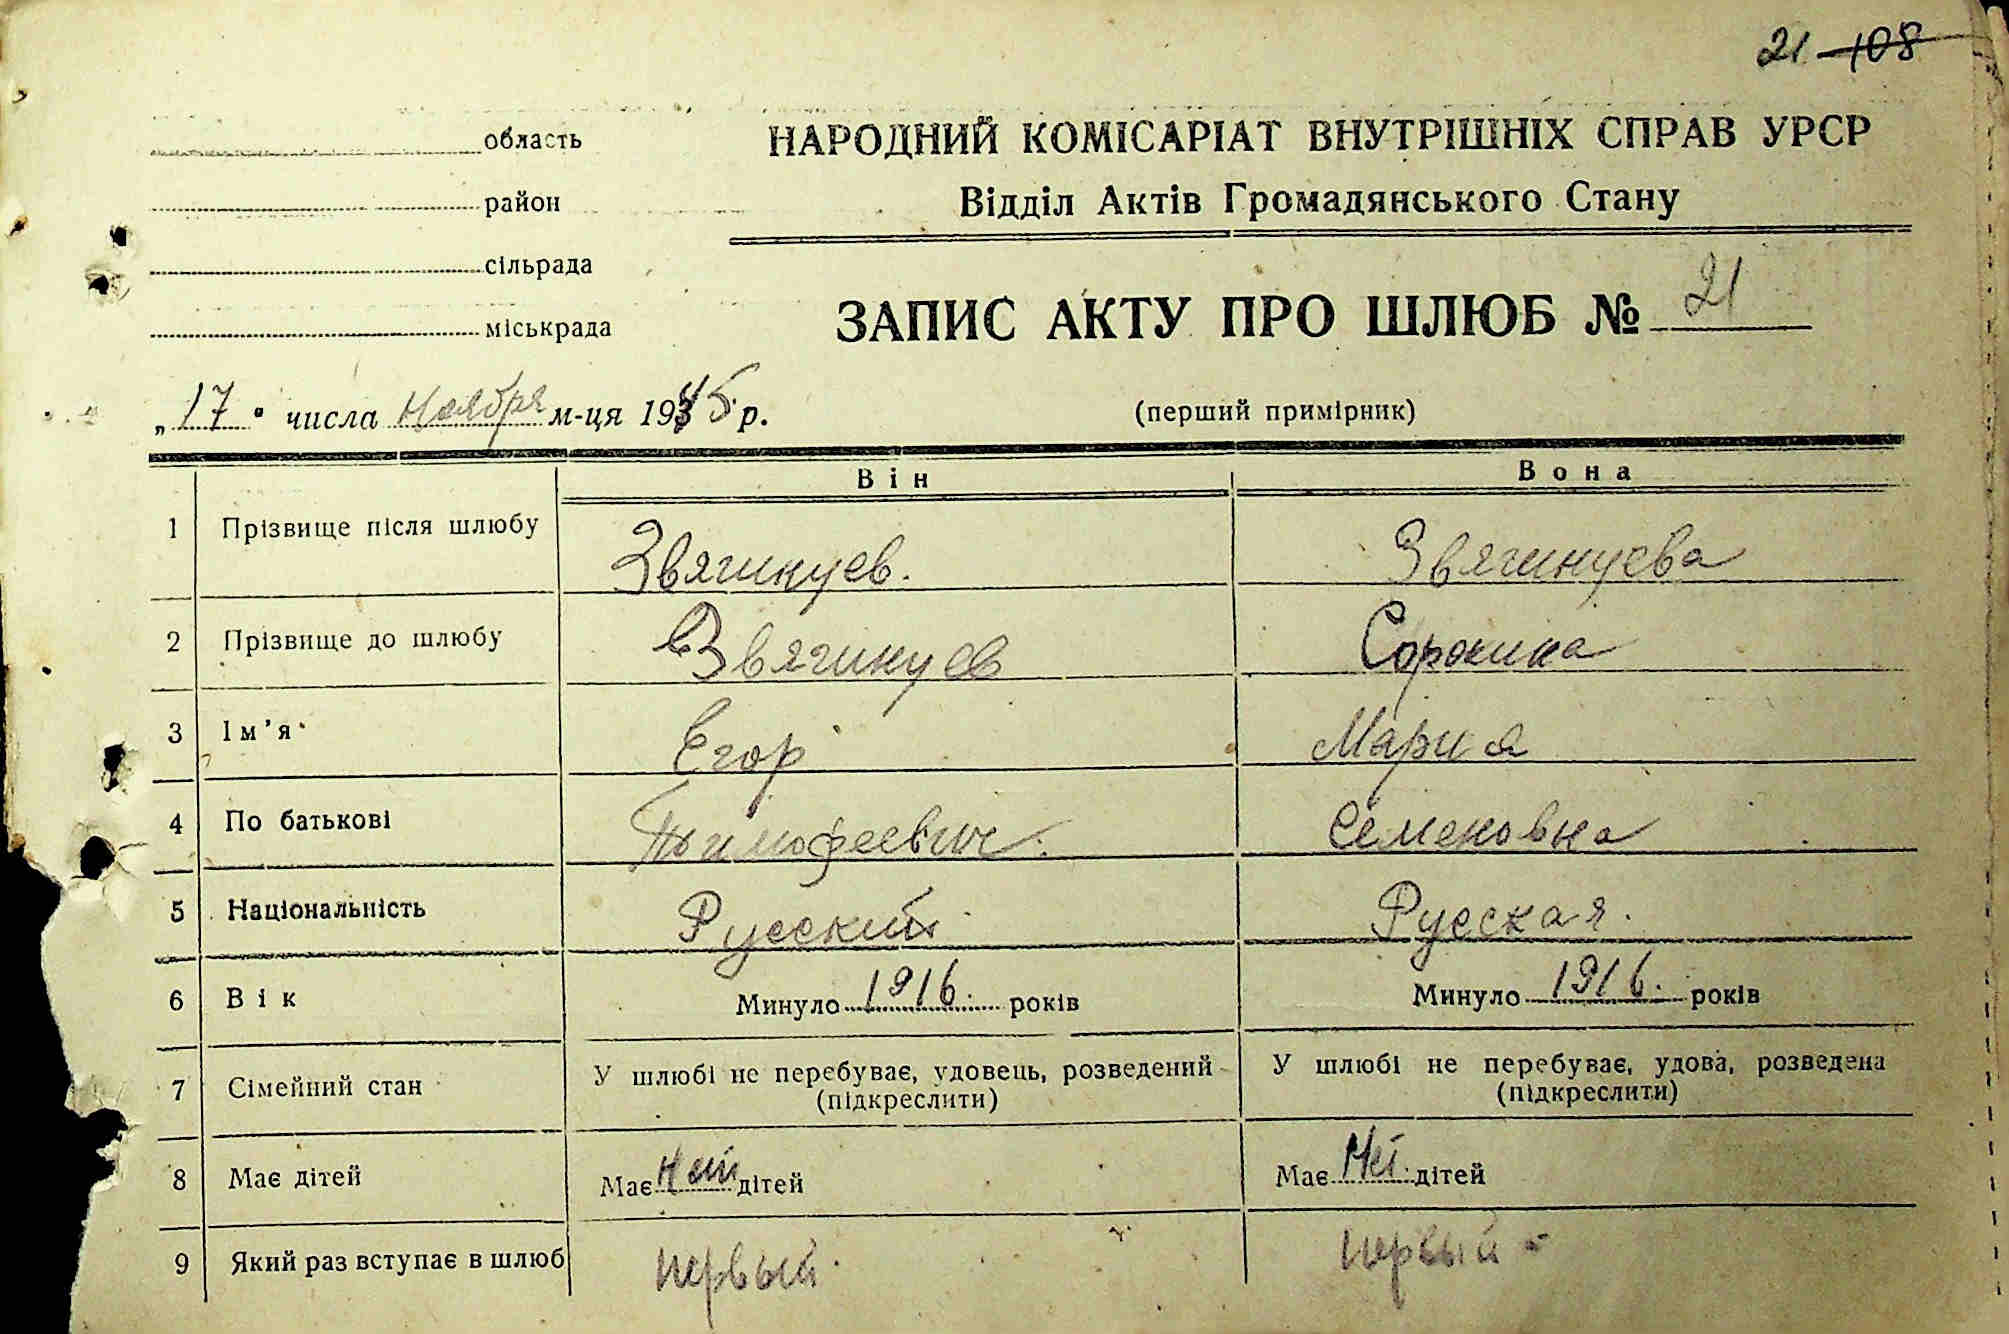 21 108
область
НАРОДНИЙ КОМІСАРІАТ ВНУТРІШНІХ СПРАВ УРСР
район
Відділ Актів Громадянського Стану
сільрада
ЗАПИС АКТУ ПРО ШЛЮБ № 21
міськрада
„17" числа Ноября м-ця 1945 р.
(перший примірник)
Він Вона
1 Прізвище після шлюбу Звягинцев. Звягинцева
2 Прізвище до шлюбу Звягинцев Сорокина
3 Ім'я Егор Мария
4 По батькові Тимофеевич. Семеновна
5 Національність Русский Русская.
6 Вік Минуло 1916. років Минуло 1916. років
7 Сімейний стан У шлюбі не перебуває, удовець, розведений (підкреслити) У шлюбі не перебуває, удова, розведена (підкреслити)
8 Має дітей Має нет дітей Має Нет. дітей
9 Який раз вступає в шлюб первый. первый -